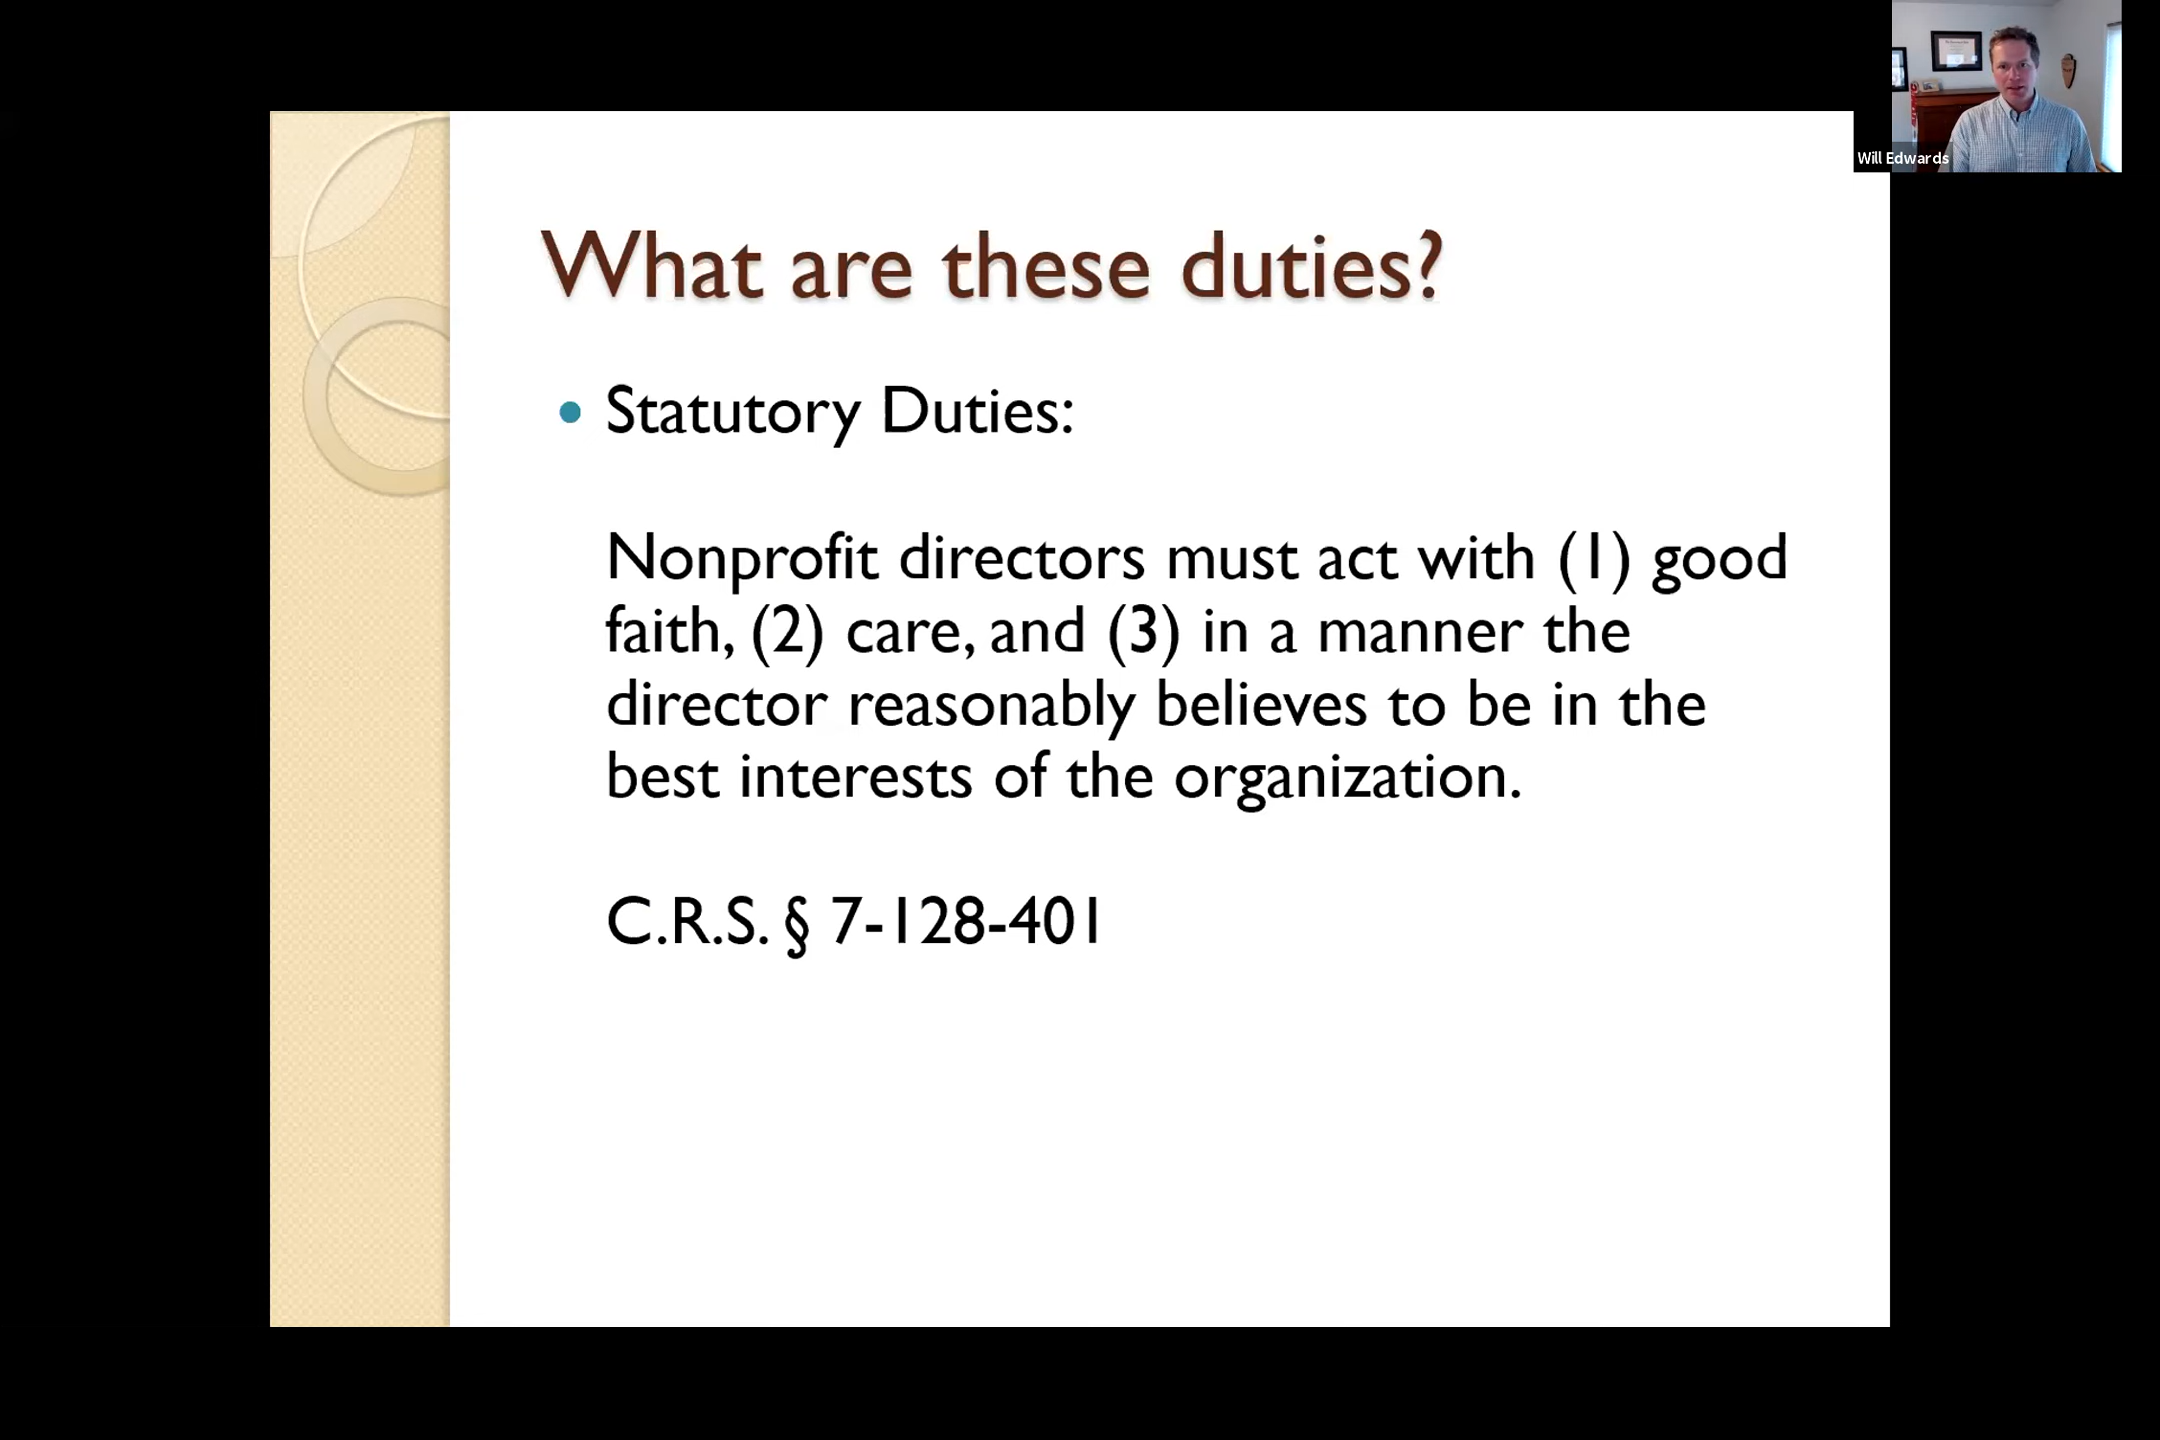 Will Edwards
What are these duties?
• Statutory Duties:
Nonprofit directors must act with (1) good
faith, (2) care, and (3) in a manner the
director reasonably believes to be in the
best interests of the organization.
C.R.S. § 7-128-401